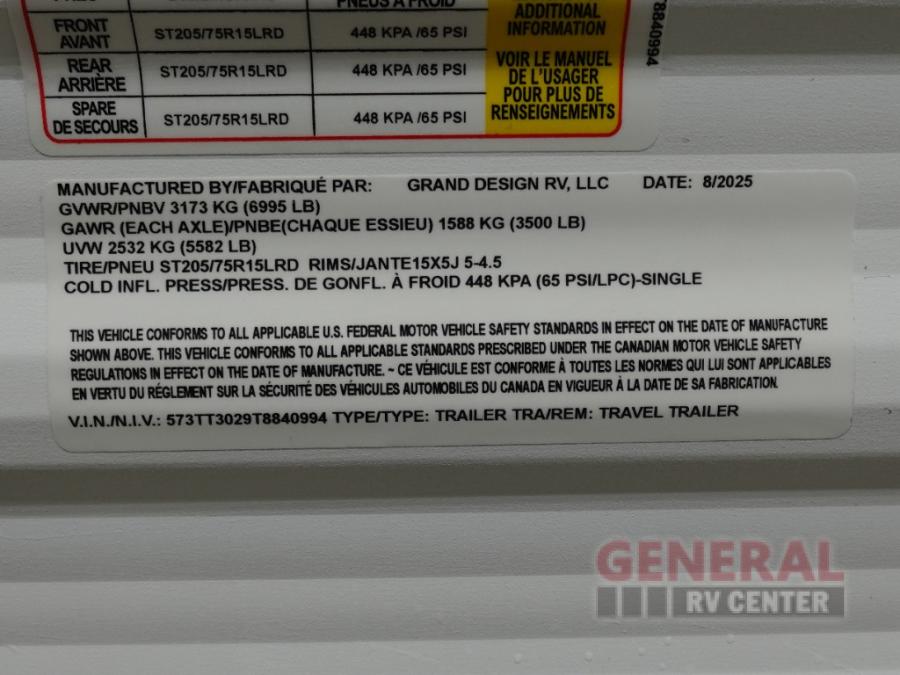 PNEUS À FROID
ADDITIONAL
INFORMATION
FRONT
AVANT
ST205/75R15LRD
448 KPA /65 PSI
REAR
ARRIÈRE
ST205/75R15LRD
448 KPA /65 PSI
SPARE
DE SECOURS
ST205/75R15LRD
448 KPA /65 PSI
VOIR LE MANUEL
DE L'USAGER
POUR PLUS DE
RENSEIGNEMENTS
T8840994
MANUFACTURED BY/FABRIQUÉ PAR: GRAND DESIGN RV, LLC DATE: 8/2025
GVWR/PNBV 3173 KG (6995 LB)
GAWR (EACH AXLE)/PNBE(CHAQUE ESSIEU) 1588 KG (3500 LB)
UVW 2532 KG (5582 LB)
TIRE/PNEU ST205/75R15LRD RIMS/JANTE15X5J 5-4.5
COLD INFL. PRESS/PRESS. DE GONFL. À FROID 448 KPA (65 PSI/LPC)-SINGLE
THIS VEHICLE CONFORMS TO ALL APPLICABLE U.S. FEDERAL MOTOR VEHICLE SAFETY STANDARDS IN EFFECT ON THE DATE OF MANUFACTURE
SHOWN ABOVE. THIS VEHICLE CONFORMS TO ALL APPLICABLE STANDARDS PRESCRIBED UNDER THE CANADIAN MOTOR VEHICLE SAFETY
REGULATIONS IN EFFECT ON THE DATE OF MANUFACTURE. ~ CE VÉHICULE EST CONFORME À TOUTES LES NORMES QUI LUI SONT APPLICABLES
EN VERTU DU RÉGLEMENT SUR LA SÉCURITÉ DES VÉHICULES AUTOMOBILES DU CANADA EN VIGUEUR À LA DATE DE SA FABRICATION.
V.I.N./N.I.V.: 573TT3029T8840994 TYPE/TYPE: TRAILER TRA/REM: TRAVEL TRAILER
GENERAL
RV CENTER